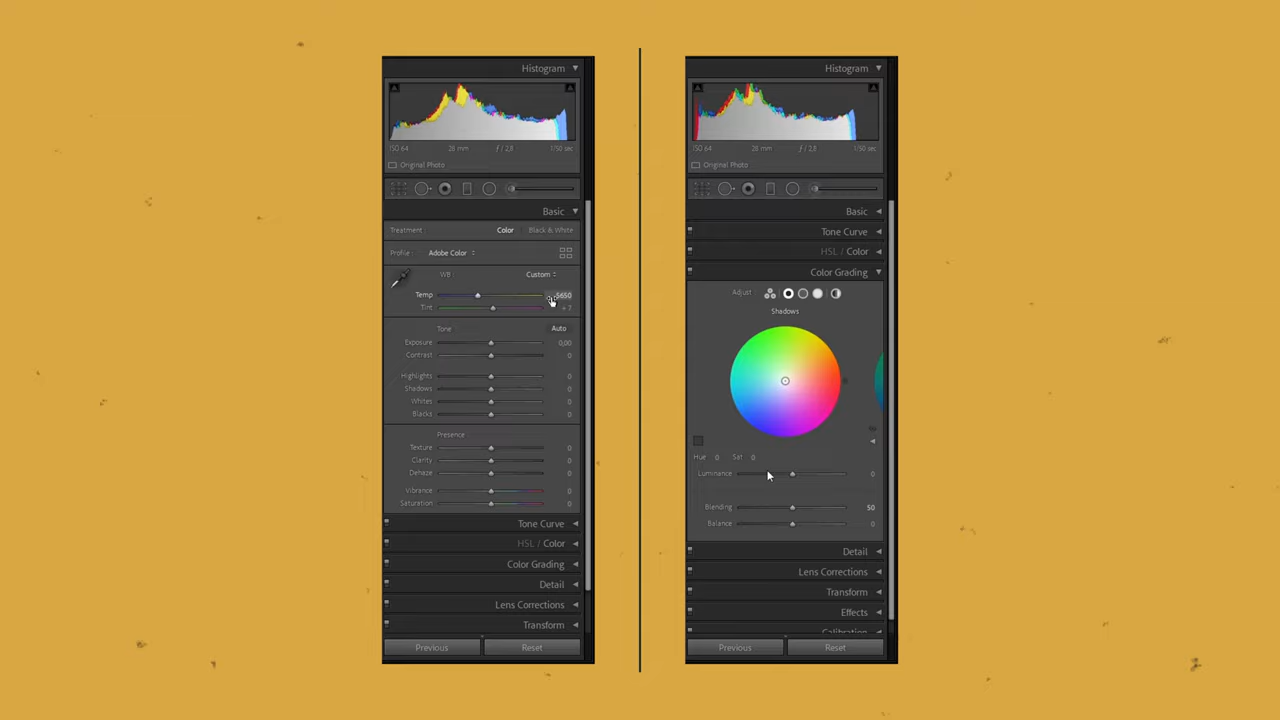 Histogram
ISO 64 28 mm ƒ / 2,8 1/50 sec
Original Photo
Basic
Treatment Color Black & White
Profile Adobe Color
WB Custom
Temp 5650
Tint + 7
Tone Auto
Exposure 0,00
Contrast 0
Highlights 0
Shadows 0
Whites 0
Blacks 0
Presence
Texture 0
Clarity 0
Dehaze 0
Vibrance 0
Saturation 0
Tone Curve
HSL / Color
Color Grading
Detail
Lens Corrections
Transform
Previous Reset
Histogram
ISO 64 28 mm ƒ / 2,8 1/50 sec
Original Photo
Basic
Tone Curve
HSL / Color
Color Grading
Adjust
Shadows
Hue 0 Sat 0
Luminance 0
Blending 50
Balance 0
Detail
Lens Corrections
Transform
Effects
Calibration
Previous Reset